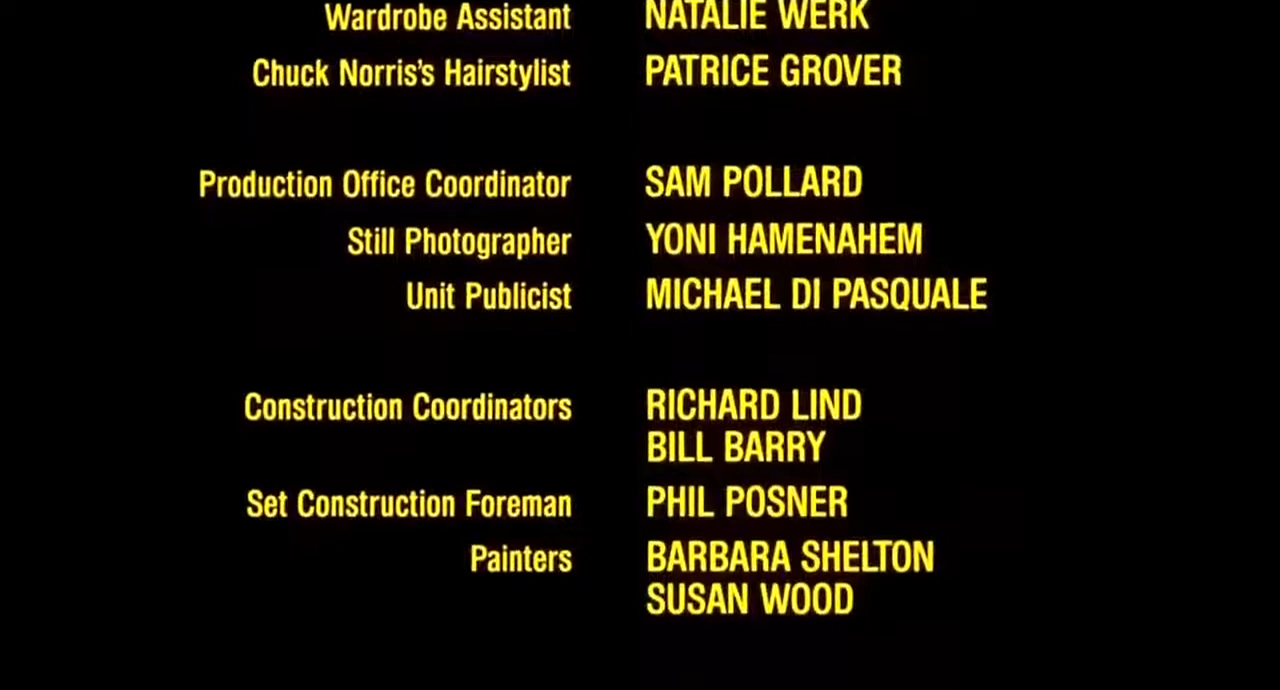 Wardrobe Assistant NATALIE WERK
Chuck Norris's Hairstylist PATRICE GROVER
Production Office Coordinator SAM POLLARD
Still Photographer YONI HAMENAHEM
Unit Publicist MICHAEL DI PASQUALE
Construction Coordinators RICHARD LIND
BILL BARRY
Set Construction Foreman PHIL POSNER
Painters BARBARA SHELTON
SUSAN WOOD